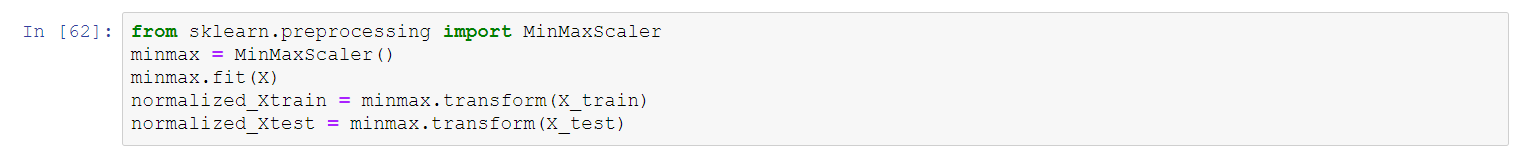 In [62]: from sklearn.preprocessing import MinMaxScaler
minmax = MinMaxScaler()
minmax.fit(X)
normalized_Xtrain = minmax.transform(X_train)
normalized_Xtest = minmax.transform(X_test)